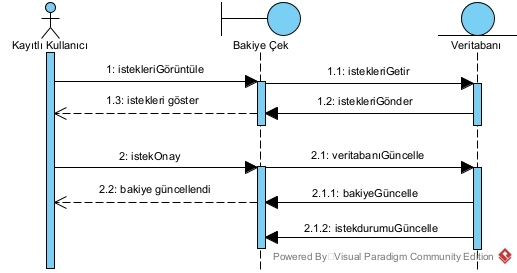 Kayıtlı Kullanıcı
Bakiye Çek
Veritabanı
1: istekleriGörüntüle
1.1: istekleriGetir
1.3: istekleri göster
1.2: istekleriGönder
2: istekOnay
2.1: veritabanıGüncelle
2.2: bakiye güncellendi
2.1.1: bakiyeGüncelle
2.1.2: istekdurumuGüncelle
Powered By Visual Paradigm Community Edition